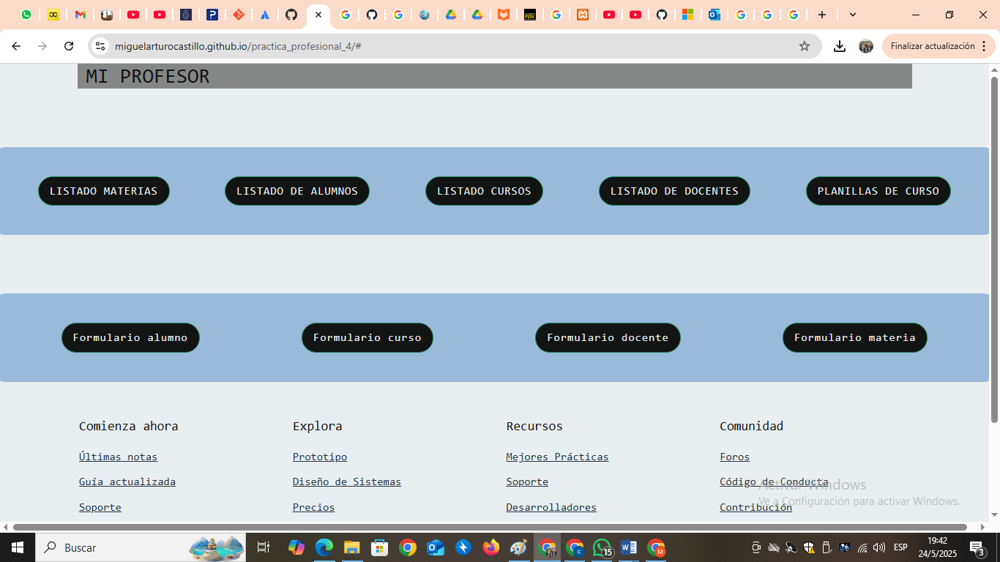 miguelarturocastillo.github.io/practica_profesional_4/#
Finalizar actualización
MI PROFESOR
LISTADO MATERIAS
LISTADO DE ALUMNOS
LISTADO CURSOS
LISTADO DE DOCENTES
PLANILLAS DE CURSO
Formulario alumno
Formulario curso
Formulario docente
Formulario materia
Comienza ahora
Últimas notas
Guía actualizada
Soporte
Explora
Prototipo
Diseño de Sistemas
Precios
Recursos
Mejores Prácticas
Soporte
Desarrolladores
Comunidad
Foros
Código de Conducta
Contribución
Activar Windows
Ve a Configuración para activar Windows.
Buscar
15
ESP
19:42
24/5/2025
3